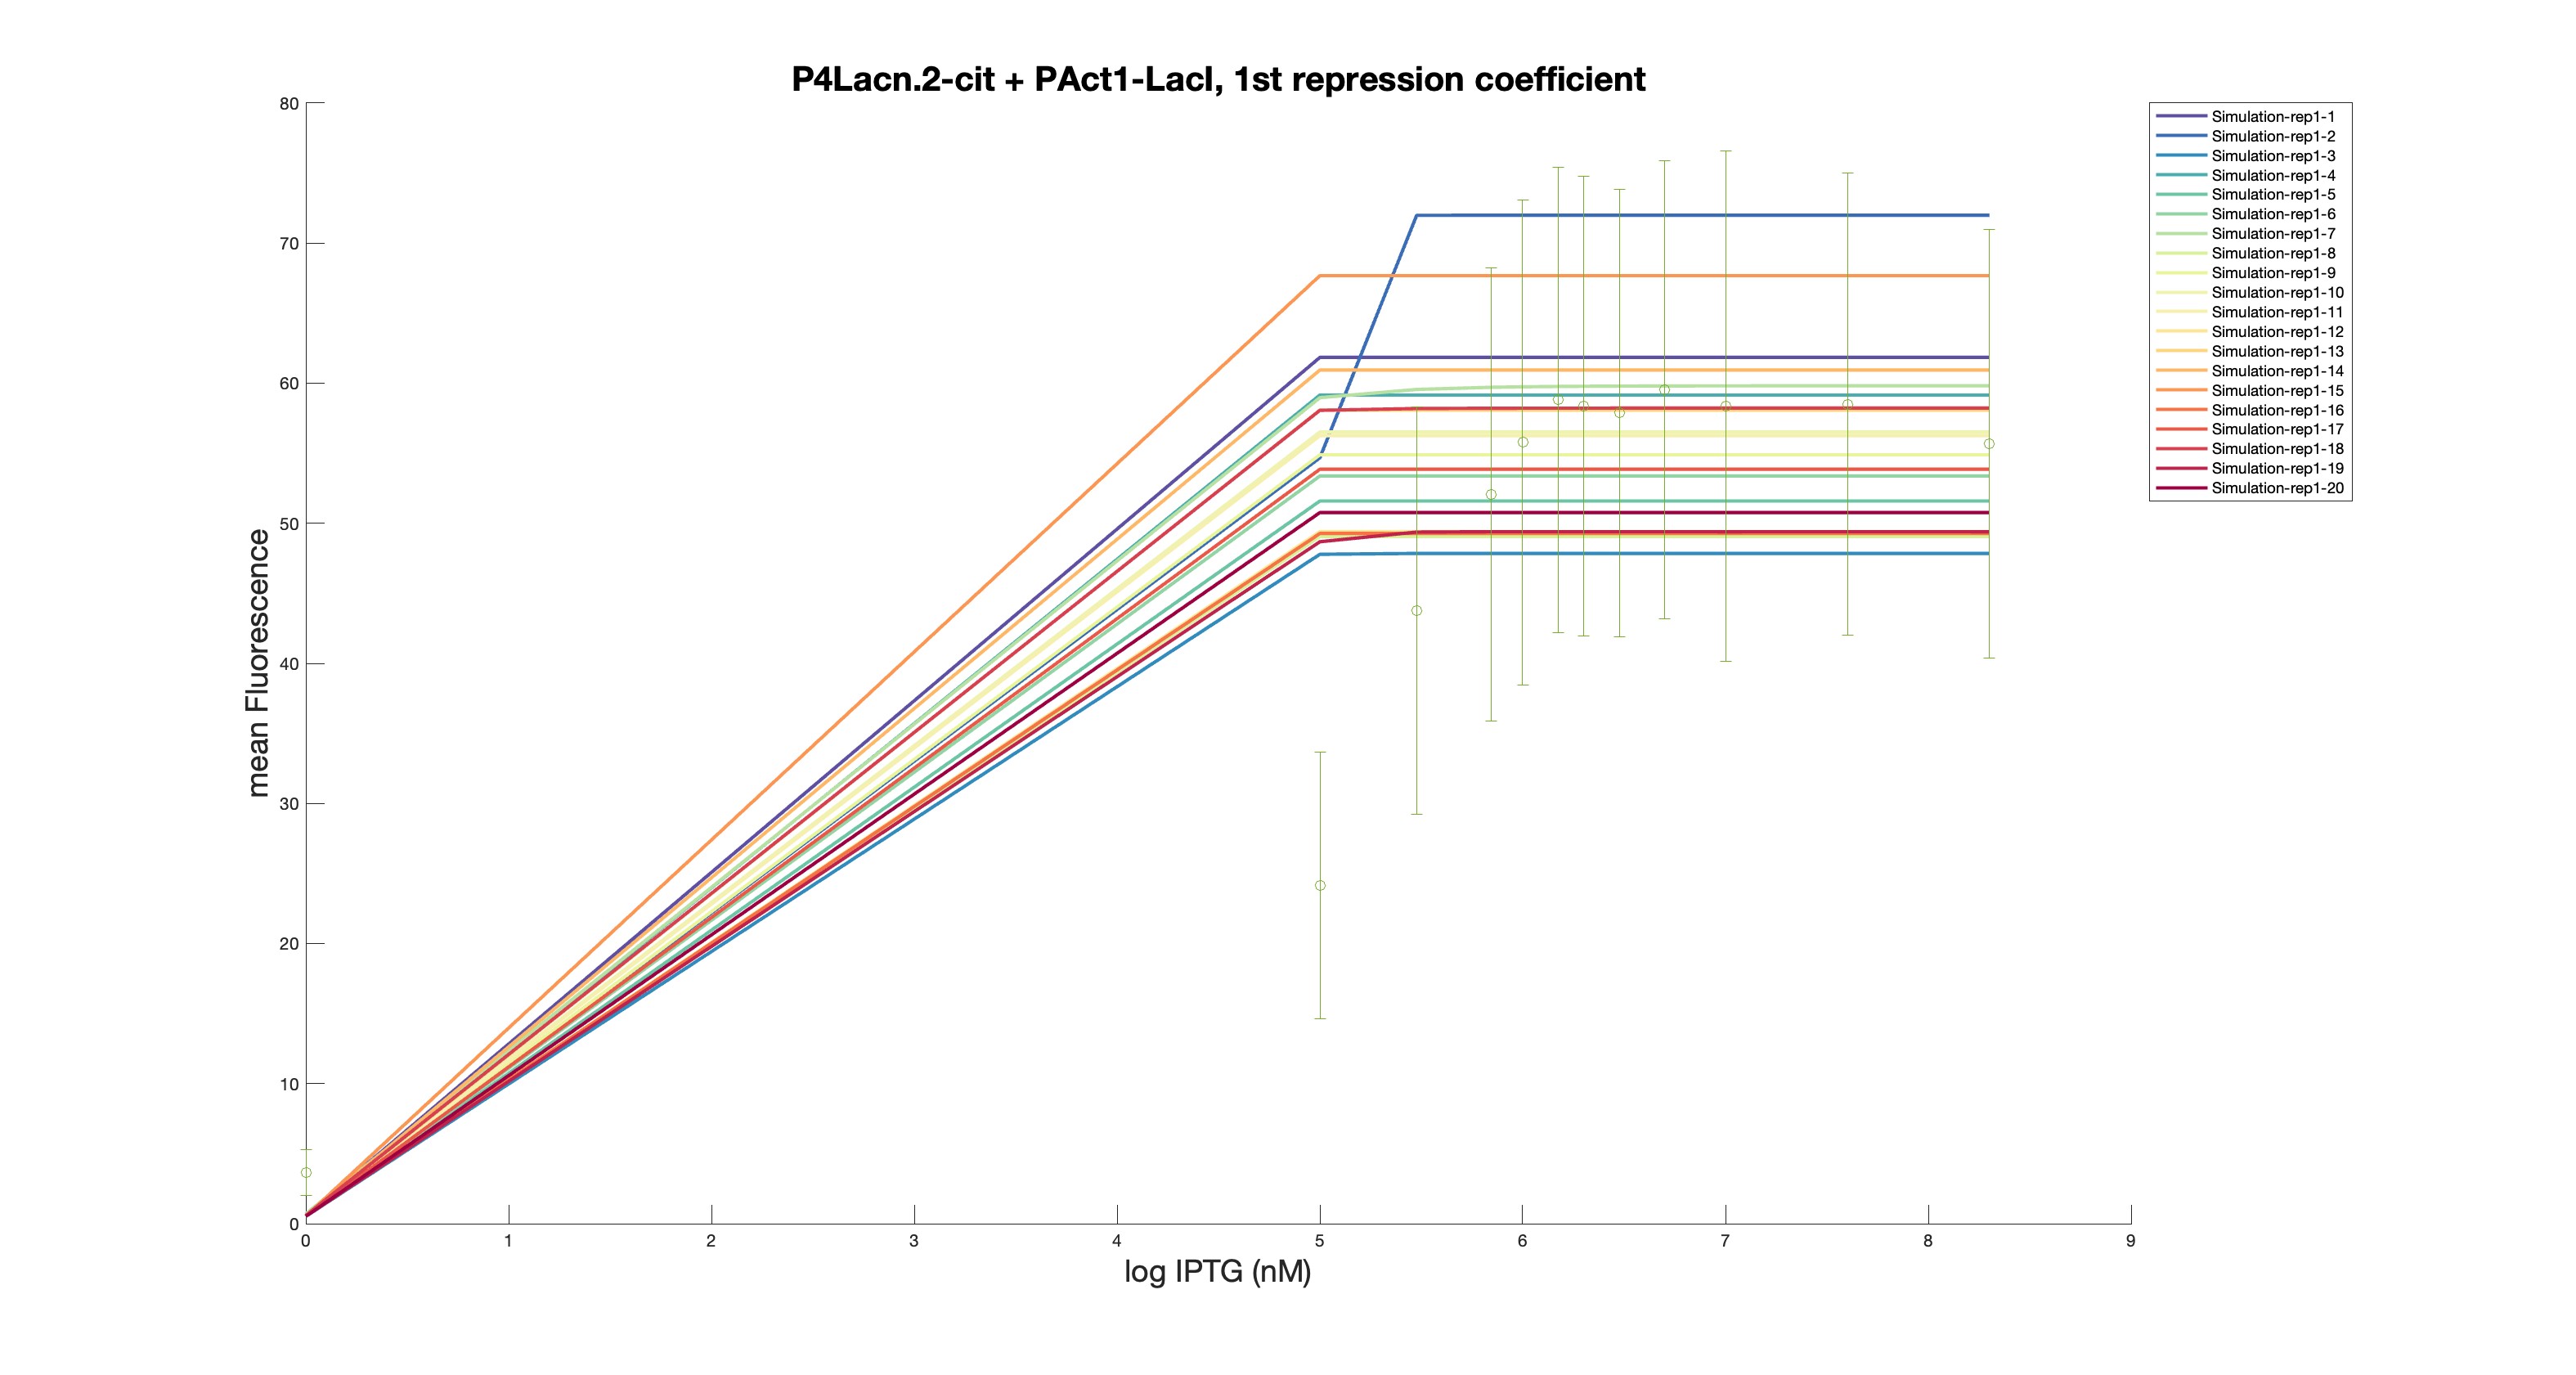 P4Lacn.2-cit + PAct1-LacI, 1st repression coefficient
80
70
60
50
40
30
20
10
0
mean Fluorescence
0 1 2 3 4 5 6 7 8 9
log IPTG (nM)
Simulation-rep1-1
Simulation-rep1-2
Simulation-rep1-3
Simulation-rep1-4
Simulation-rep1-5
Simulation-rep1-6
Simulation-rep1-7
Simulation-rep1-8
Simulation-rep1-9
Simulation-rep1-10
Simulation-rep1-11
Simulation-rep1-12
Simulation-rep1-13
Simulation-rep1-14
Simulation-rep1-15
Simulation-rep1-16
Simulation-rep1-17
Simulation-rep1-18
Simulation-rep1-19
Simulation-rep1-20